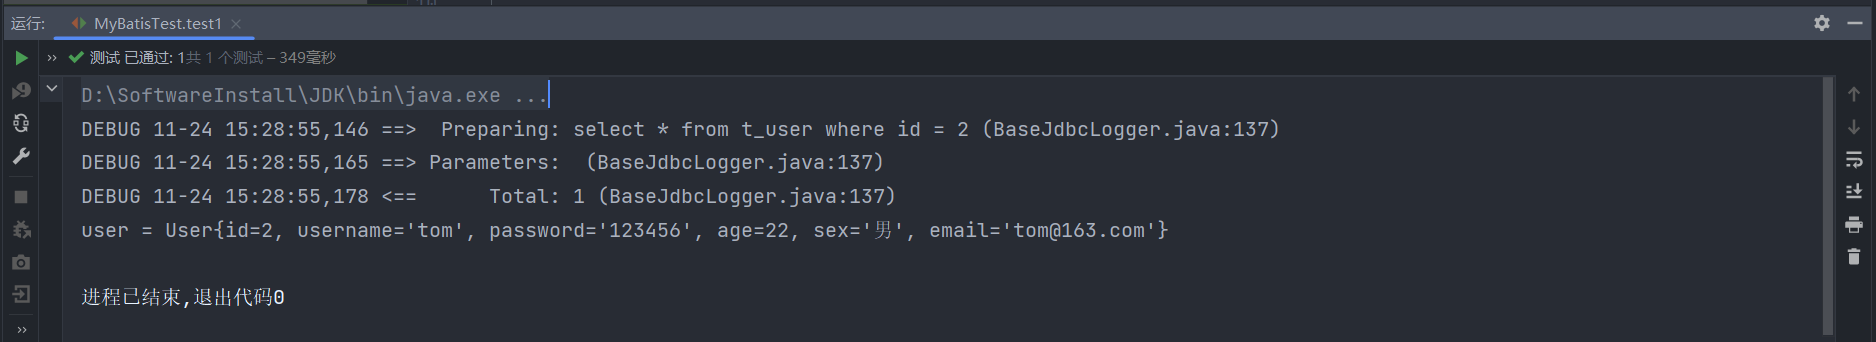 运行: MyBatisTest.test1 ×
» 测试 已通过: 1共 1 个测试 – 349毫秒
D:\SoftwareInstall\JDK\bin\java.exe ...
DEBUG 11-24 15:28:55,146 ==>  Preparing: select * from t_user where id = 2 (BaseJdbcLogger.java:137)
DEBUG 11-24 15:28:55,165 ==> Parameters:  (BaseJdbcLogger.java:137)
DEBUG 11-24 15:28:55,178 <==      Total: 1 (BaseJdbcLogger.java:137)
user = User{id=2, username='tom', password='123456', age=22, sex='男', email='tom@163.com'}
进程已结束,退出代码0
»